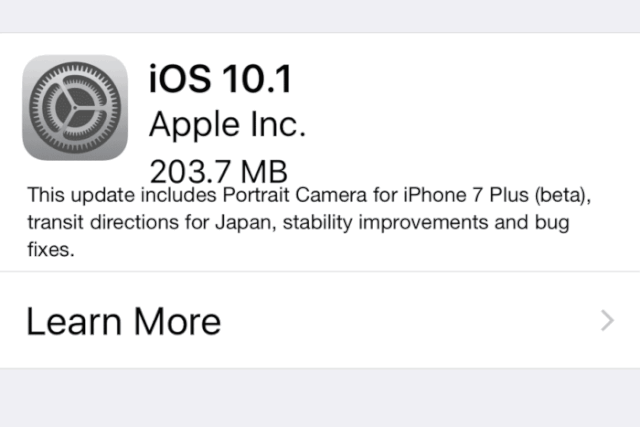 iOS 10.1
Apple Inc.
203.7 MB
This update includes Portrait Camera for iPhone 7 Plus (beta),
transit directions for Japan, stability improvements and bug
fixes.
Learn More